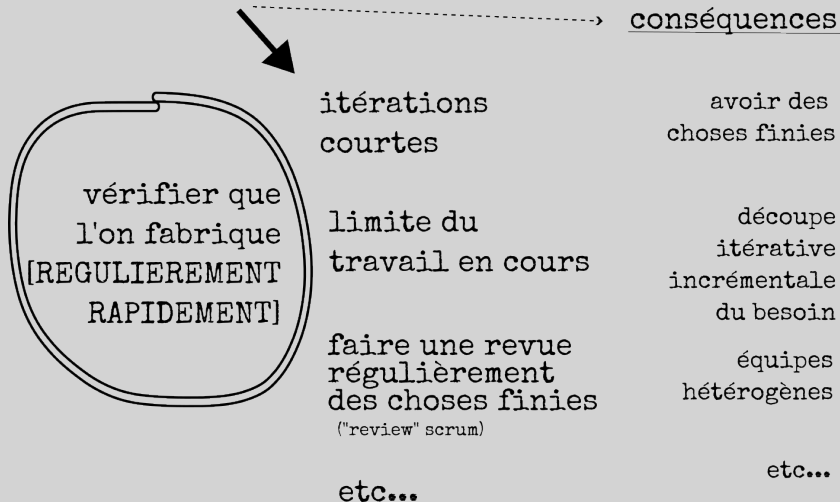 conséquences
vérifier que
l'on fabrique
[REGULIEREMENT
RAPIDEMENT]
itérations
courtes
limite du
travail en cours
faire une revue
régulièrement
des choses finies
("review" scrum)
etc...
avoir des
choses finies
découpe
itérative
incrémentale
du besoin
équipes
hétérogènes
etc...